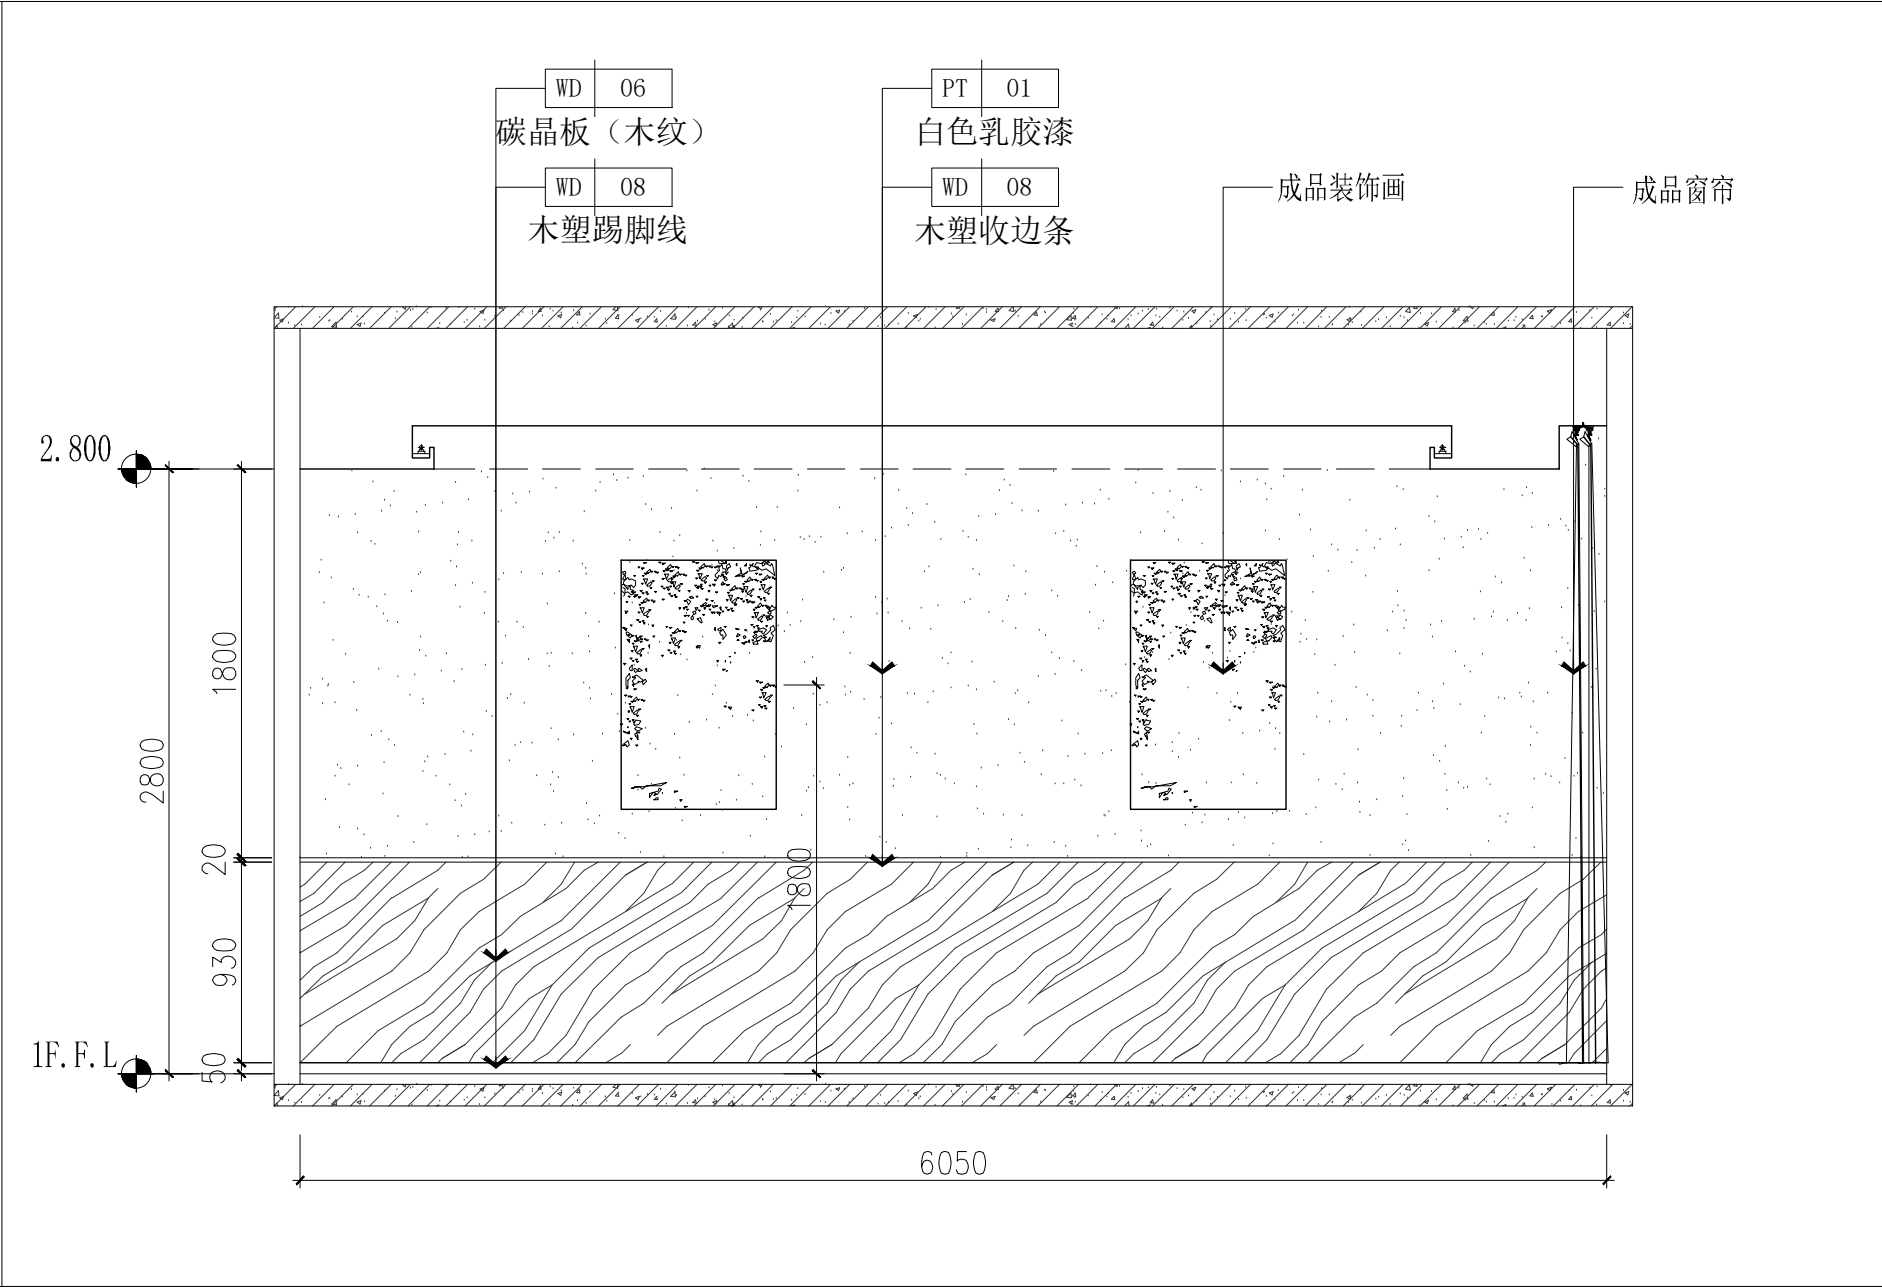 WD 06
PT 01
碳晶板（木纹）
白色乳胶漆
WD 08
WD 08
成品装饰画
成品窗帘
木塑踢脚线
木塑收边条
2.800
1800
2800
20
1800
930
1F.F.L
50
6050